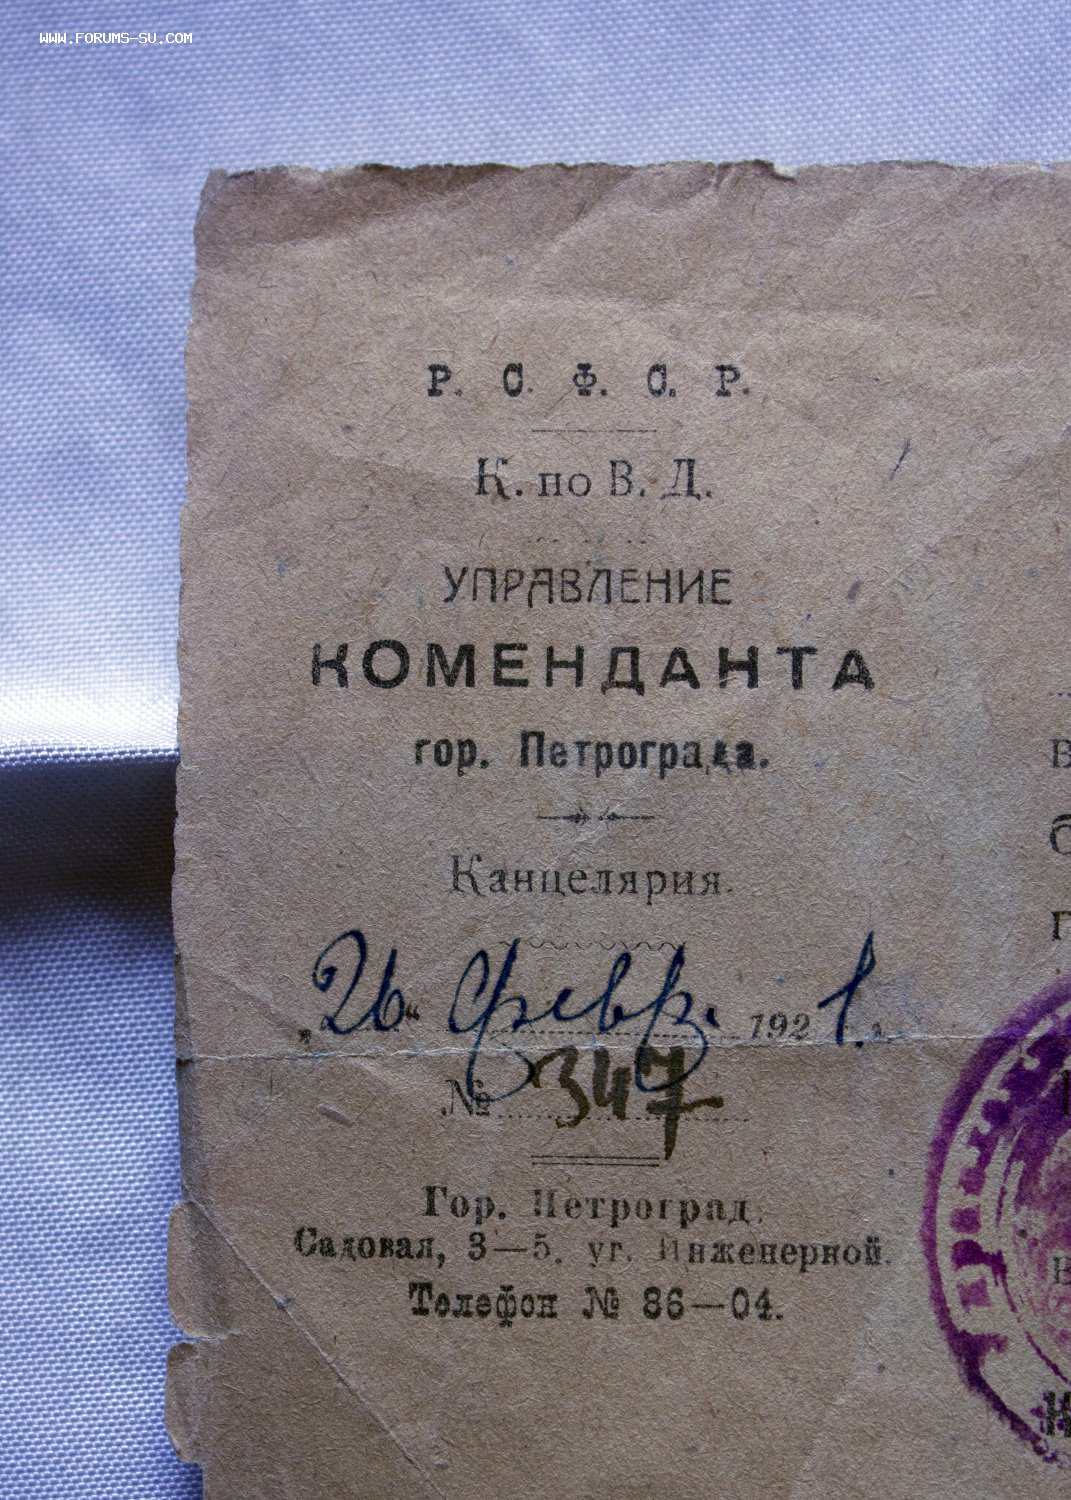 WWW.FORUMS-SU.COM
Р. С. Ф. С. Р.
К. по В. Д.
УПРАВЛЕНИЕ
КОМЕНДАНТА
гор. Петрограда.
Канцелярия.
„26“ февр. 1921 г.
№ 347
Гор. Петроград,
Садовая, 3—5. уг. Инженерной.
Телефон № 86—04.